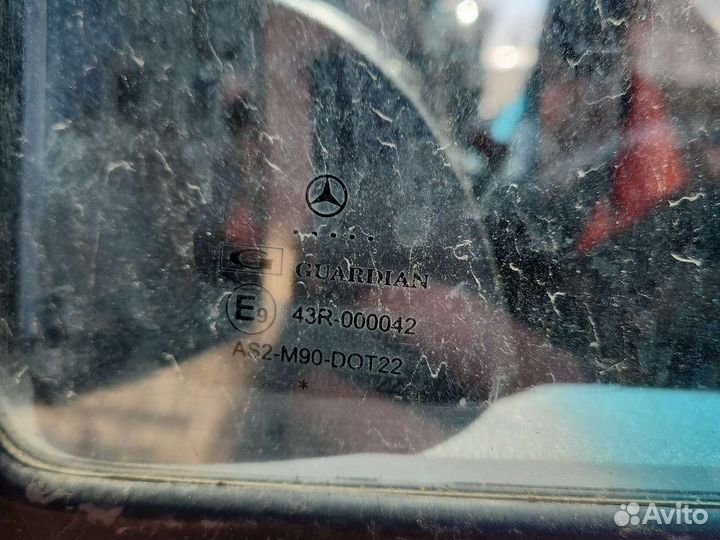 G GUARDIAN
E9 43R-000042
AS2-M90-DOT22
*
Avito